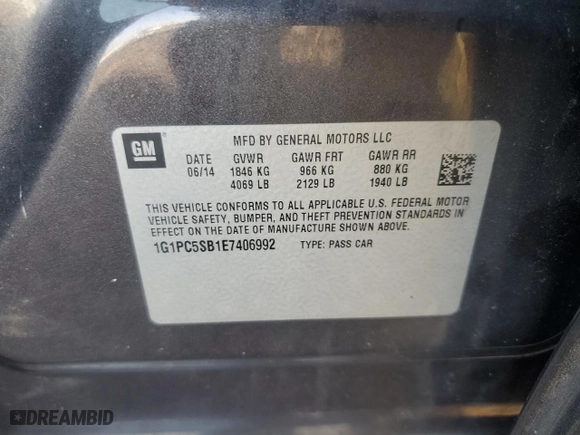 GM
MFD BY GENERAL MOTORS LLC
DATE GVWR GAWR FRT GAWR RR
06/14 1846 KG 966 KG 880 KG
4069 LB 2129 LB 1940 LB
THIS VEHICLE CONFORMS TO ALL APPLICABLE U.S. FEDERAL MOTOR
VEHICLE SAFETY, BUMPER, AND THEFT PREVENTION STANDARDS IN
EFFECT ON THE DATE OF MANUFACTURE SHOWN ABOVE.
1G1PC5SB1E7406992 TYPE: PASS CAR
DREAMBID